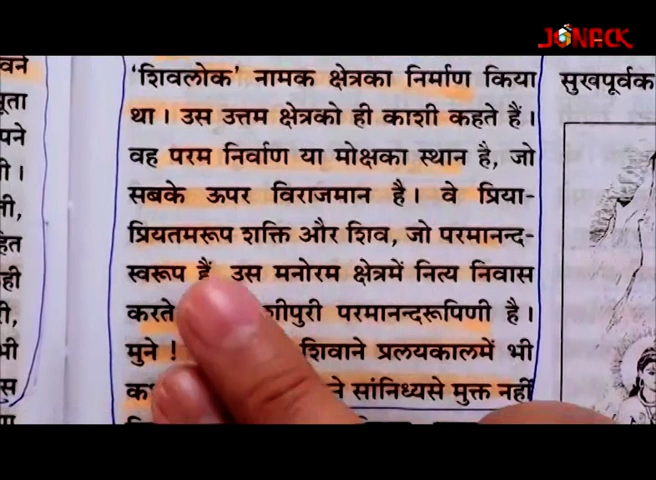 JONACK
'शिवलोक' नामक क्षेत्रका निर्माण किया
था। उस उत्तम क्षेत्रको ही काशी कहते हैं।
वह परम निर्वाण या मोक्षका स्थान है, जो
सबके ऊपर विराजमान है। वे प्रिया-
प्रियतमरूप शक्ति और शिव, जो परमानन्द-
स्वरूप हैं उस मनोरम क्षेत्रमें नित्य निवास
करते परमानन्दरूपिणी है।
मुने ! शिवाने प्रलयकालमें भी
सांनिध्यसे मुक्त नहीं
सुखपूर्वक